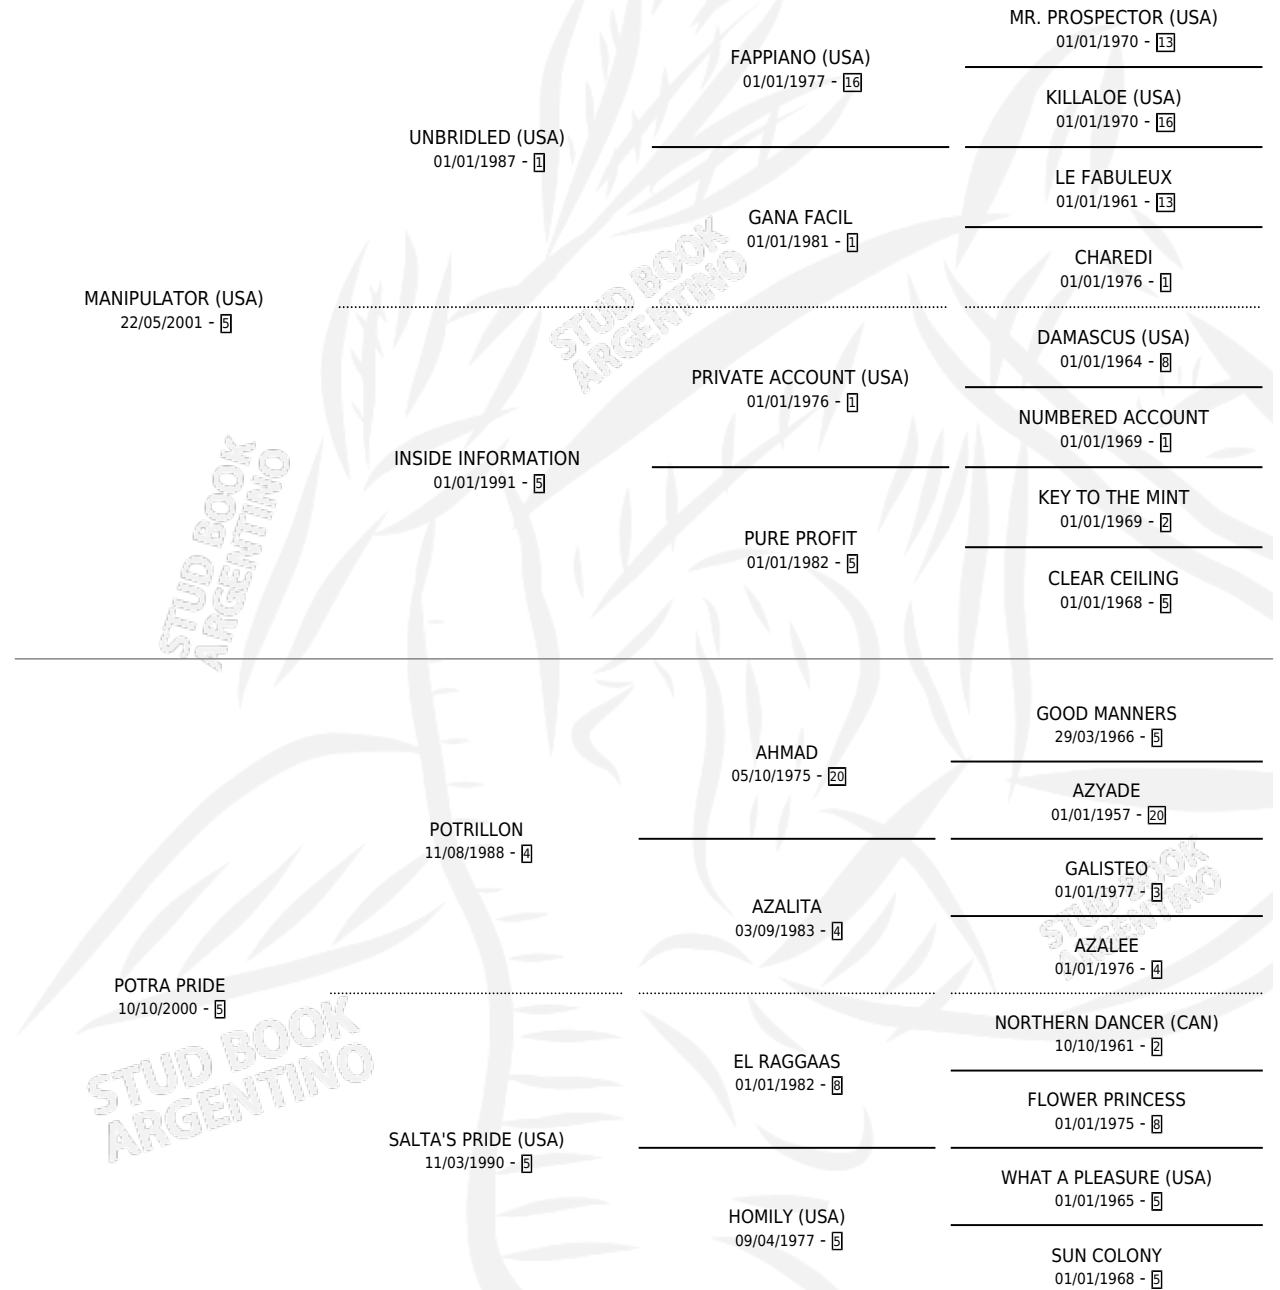 MR. PROSPECTOR (USA)
01/01/1970 - 13
FAPPIANO (USA)
01/01/1977 - 16
KILLALOE (USA)
01/01/1970 - 16
UNBRIDLED (USA)
01/01/1987 - 1
LE FABULEUX
01/01/1961 - 13
GANA FACIL
01/01/1981 - 1
CHAREDI
01/01/1976 - 1
MANIPULATOR (USA)
22/05/2001 - 5
DAMASCUS (USA)
01/01/1964 - 8
PRIVATE ACCOUNT (USA)
01/01/1976 - 1
NUMBERED ACCOUNT
01/01/1969 - 1
INSIDE INFORMATION
01/01/1991 - 5
KEY TO THE MINT
01/01/1969 - 2
PURE PROFIT
01/01/1982 - 5
CLEAR CEILING
01/01/1968 - 5
STUD BOOK
ARGENTINO
STUD BOOK
ARGENTINO
GOOD MANNERS
29/03/1966 - 5
AHMAD
05/10/1975 - 20
AZYADE
01/01/1957 - 20
POTRILLON
11/08/1988 - 4
GALISTEO
01/01/1977 - 3
AZALITA
03/09/1983 - 4
AZALEE
01/01/1976 - 4
STUD BOOK
ARGENTINO
POTRA PRIDE
10/10/2000 - 5
NORTHERN DANCER (CAN)
10/10/1961 - 2
EL RAGGAAS
01/01/1982 - 8
FLOWER PRINCESS
01/01/1975 - 8
SALTA'S PRIDE (USA)
11/03/1990 - 5
WHAT A PLEASURE (USA)
01/01/1965 - 5
HOMILY (USA)
09/04/1977 - 5
SUN COLONY
01/01/1968 - 5
STUD BOOK
ARGENTINO